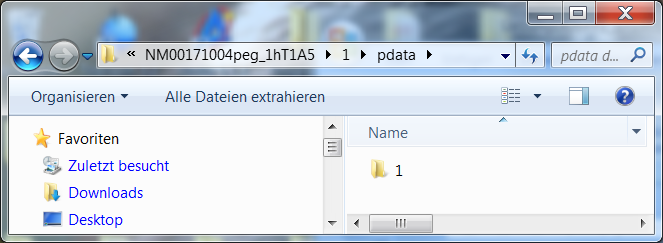 « NM00171004peg_1hT1A5 1 pdata
pdata d...
Organisieren Alle Dateien extrahieren
Favoriten
Zuletzt besucht
Downloads
Desktop
Name
1